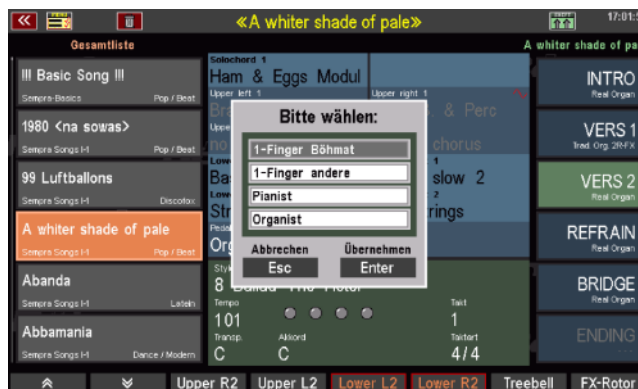 «A whiter shade of pale»
17:01:
Gesamtliste
A whiter shade of pa
!!! Basic Song !!!
Sempra-Basics
Pop / Beat
1980 <na sowas>
Sempra Songs I-I
Pop / Beat
99 Luftballons
Sempra Songs I-I
Discofox
A whiter shade of pale
Sempra Songs I-I
Pop / Beat
Abanda
Sempra Songs I-I
Latein
Abbamania
Sempra Songs I-I
Dance / Modern
Solochord 1
Ham & Eggs Modul
Upper left 1
Upper right 1
& Perc
chorus
slow 2
Bitte wählen:
1-Finger Böhmat
1-Finger andere
Pianist
Organist
Abbrechen
Übernehmen
Esc
Enter
Tempo
101
Takt
1
Transp.
C
Akkord
C
Taktart
4/4
INTRO
Real Organ
VERS 1
Trad. Org. 2R-FX
VERS 2
Real Organ
REFRAIN
Real Organ
BRIDGE
Real Organ
ENDING
Upper R2
Upper L2
Lower L2
Lower R2
Treebell
FX-Rotor